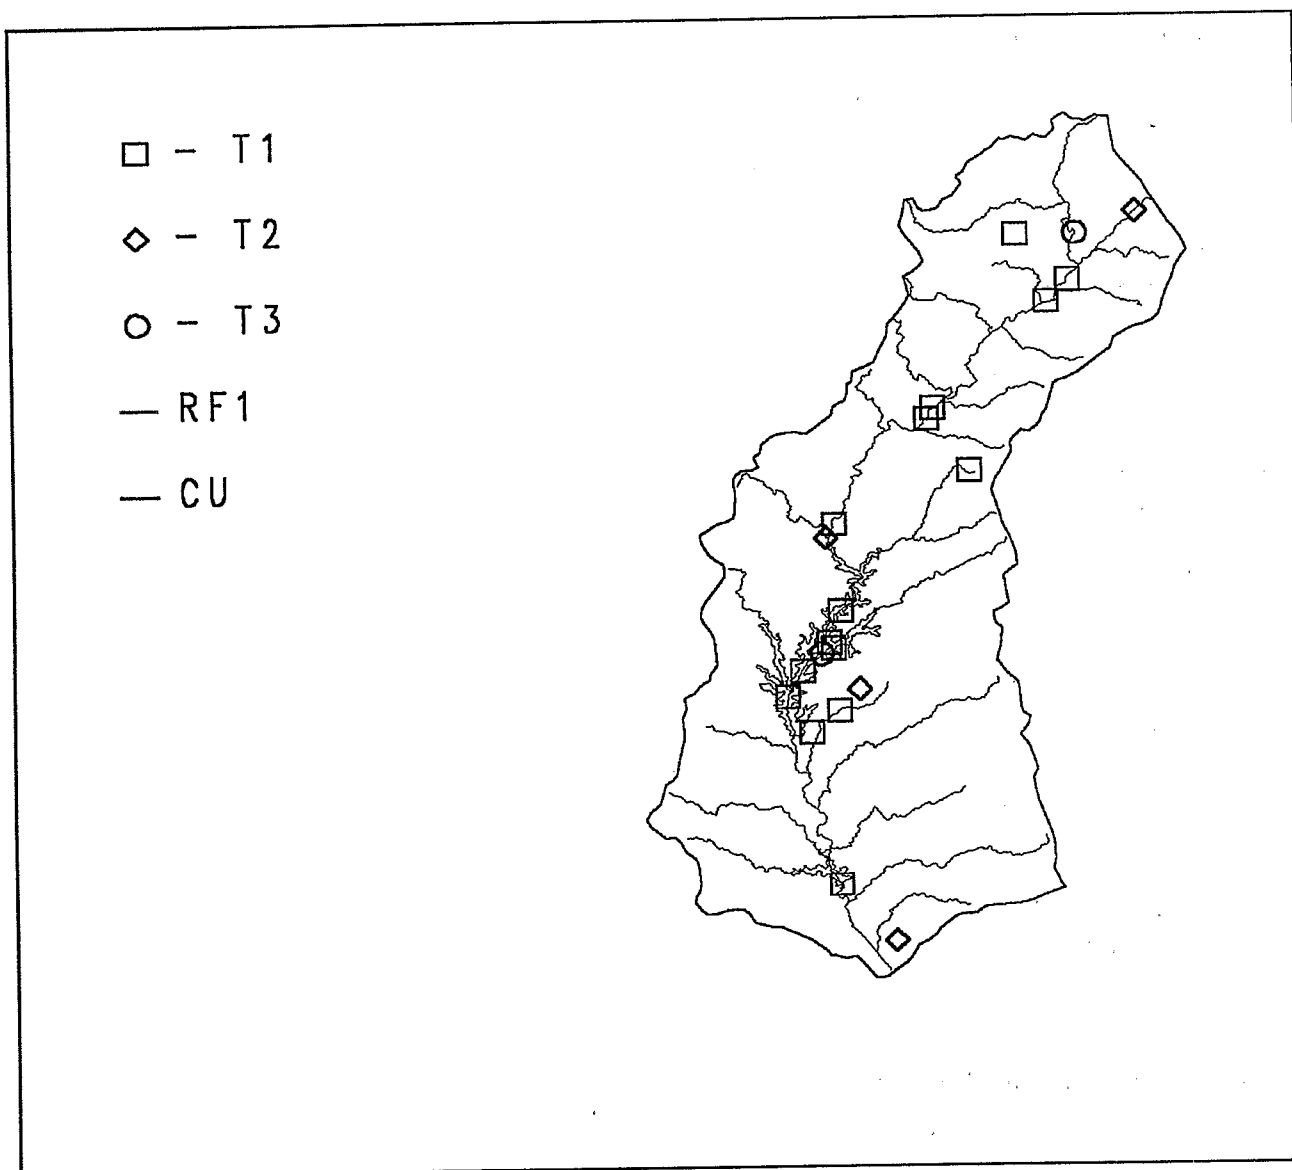 □ – T1
◇ – T2
○ – T3
— RF1
— CU